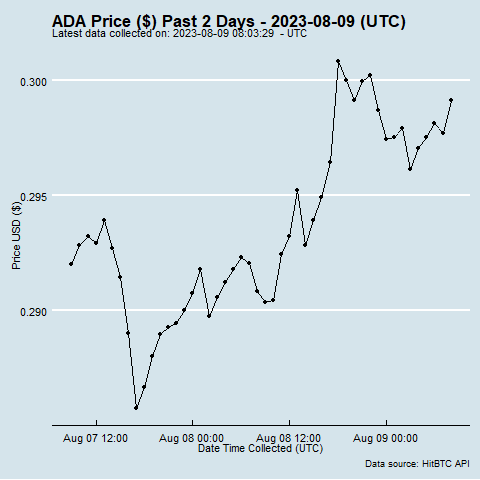 ADA Price ($) Past 2 Days - 2023-08-09 (UTC)
Latest data collected on: 2023-08-09 08:03:29  - UTC
0.300
0.295
0.290
Price USD ($)
Aug 07 12:00
Aug 08 00:00
Aug 08 12:00
Aug 09 00:00
Date Time Collected (UTC)
Data source: HitBTC API